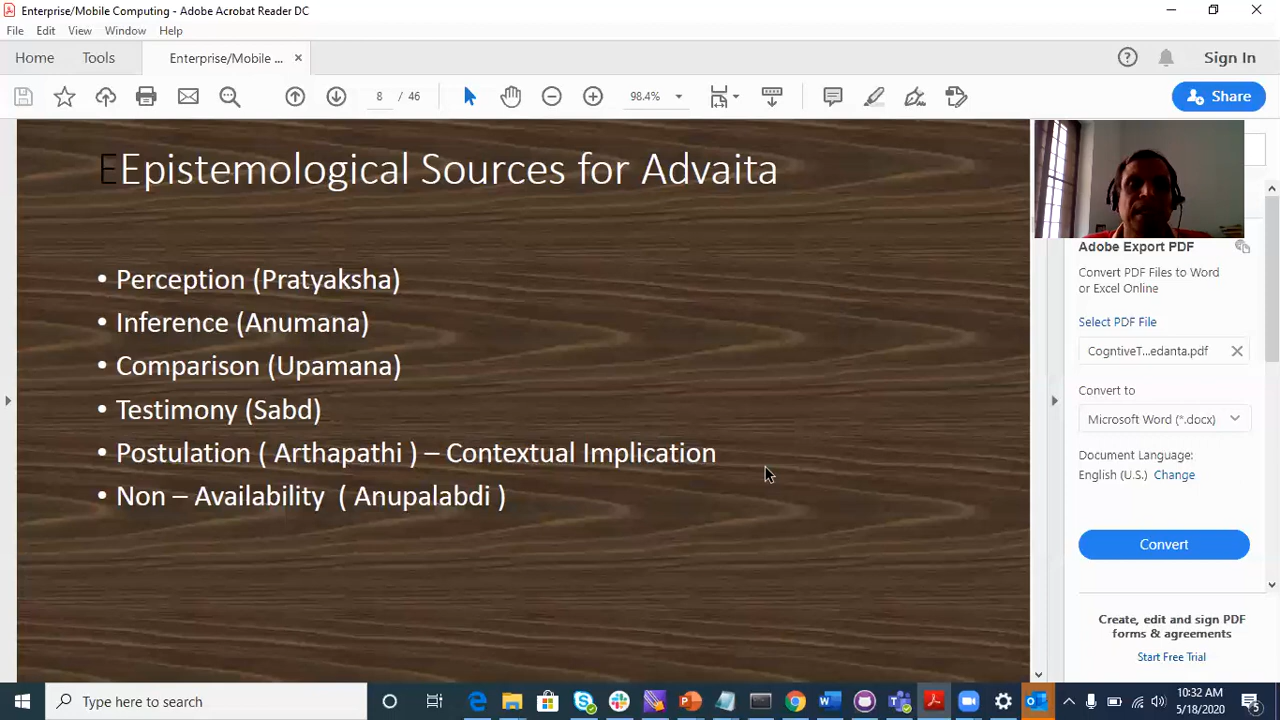 Enterprise/Mobile Computing - Adobe Acrobat Reader DC
File Edit View Window Help
Home Tools Enterprise/Mobile ... ×
? Sign In
8 / 46 98.4% Share
EEpistemological Sources for Advaita
• Perception (Pratyaksha)
• Inference (Anumana)
• Comparison (Upamana)
• Testimony (Sabd)
• Postulation ( Arthapathi ) – Contextual Implication
• Non – Availability ( Anupalabdi )
Adobe Export PDF
Convert PDF Files to Word
or Excel Online
Select PDF File
CogntiveT...edanta.pdf
Convert to
Microsoft Word (*.docx)
Document Language:
English (U.S.) Change
Convert
Create, edit and sign PDF
forms & agreements
Start Free Trial
Type here to search
10:32 AM
5/18/2020
5